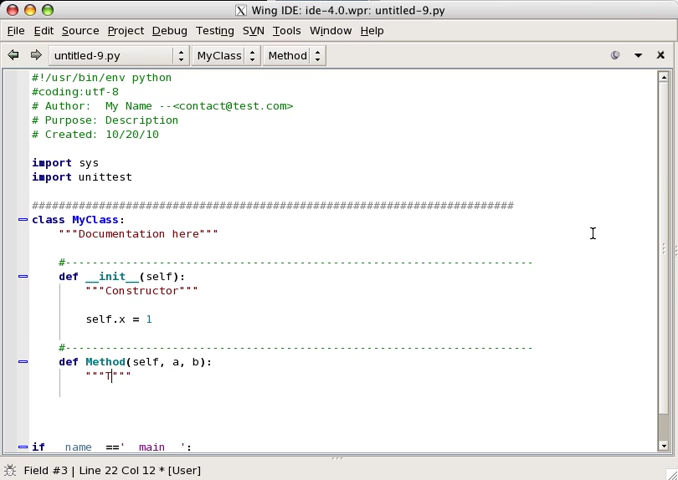 Wing IDE: ide-4.0.wpr: untitled-9.py
File Edit Source Project Debug Testing SVN Tools Window Help
untitled-9.py MyClass Method
#!/usr/bin/env python
#coding:utf-8
# Author:  My Name --<contact@test.com>
# Purpose: Description
# Created: 10/20/10
import sys
import unittest
########################################################################
class MyClass:
"""Documentation here"""
#----------------------------------------------------------------------
def __init__(self):
"""Constructor"""
self.x = 1
#----------------------------------------------------------------------
def Method(self, a, b):
"""T"""
if __name__=='__main__':
Field #3 | Line 22 Col 12 * [User]